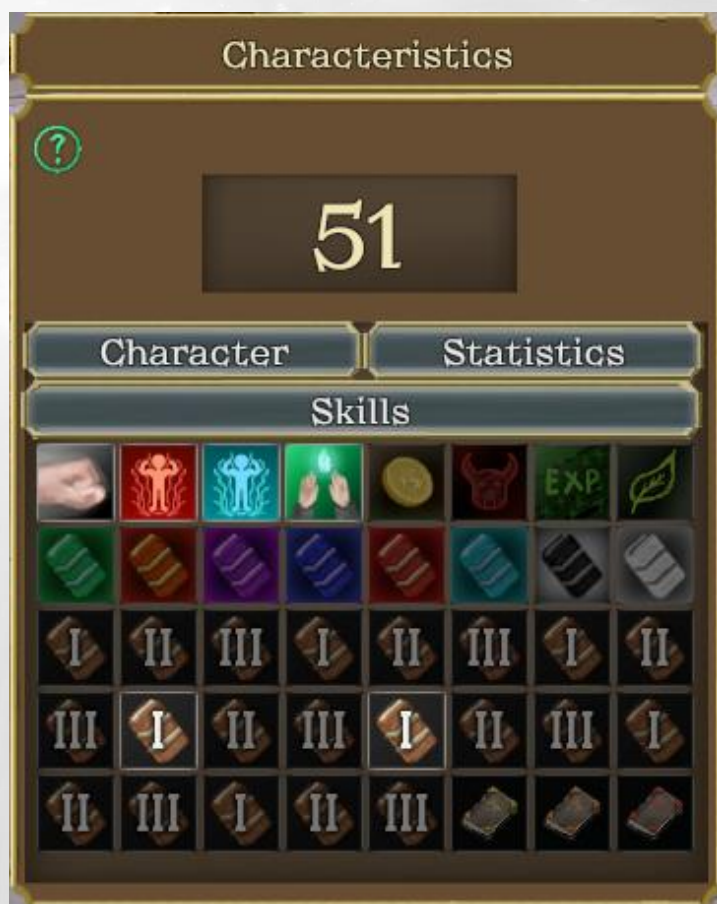 Characteristics
?
51
Character Statistics
Skills
EXP
I II III I II III I II
III I II III I II III I
II III I II III